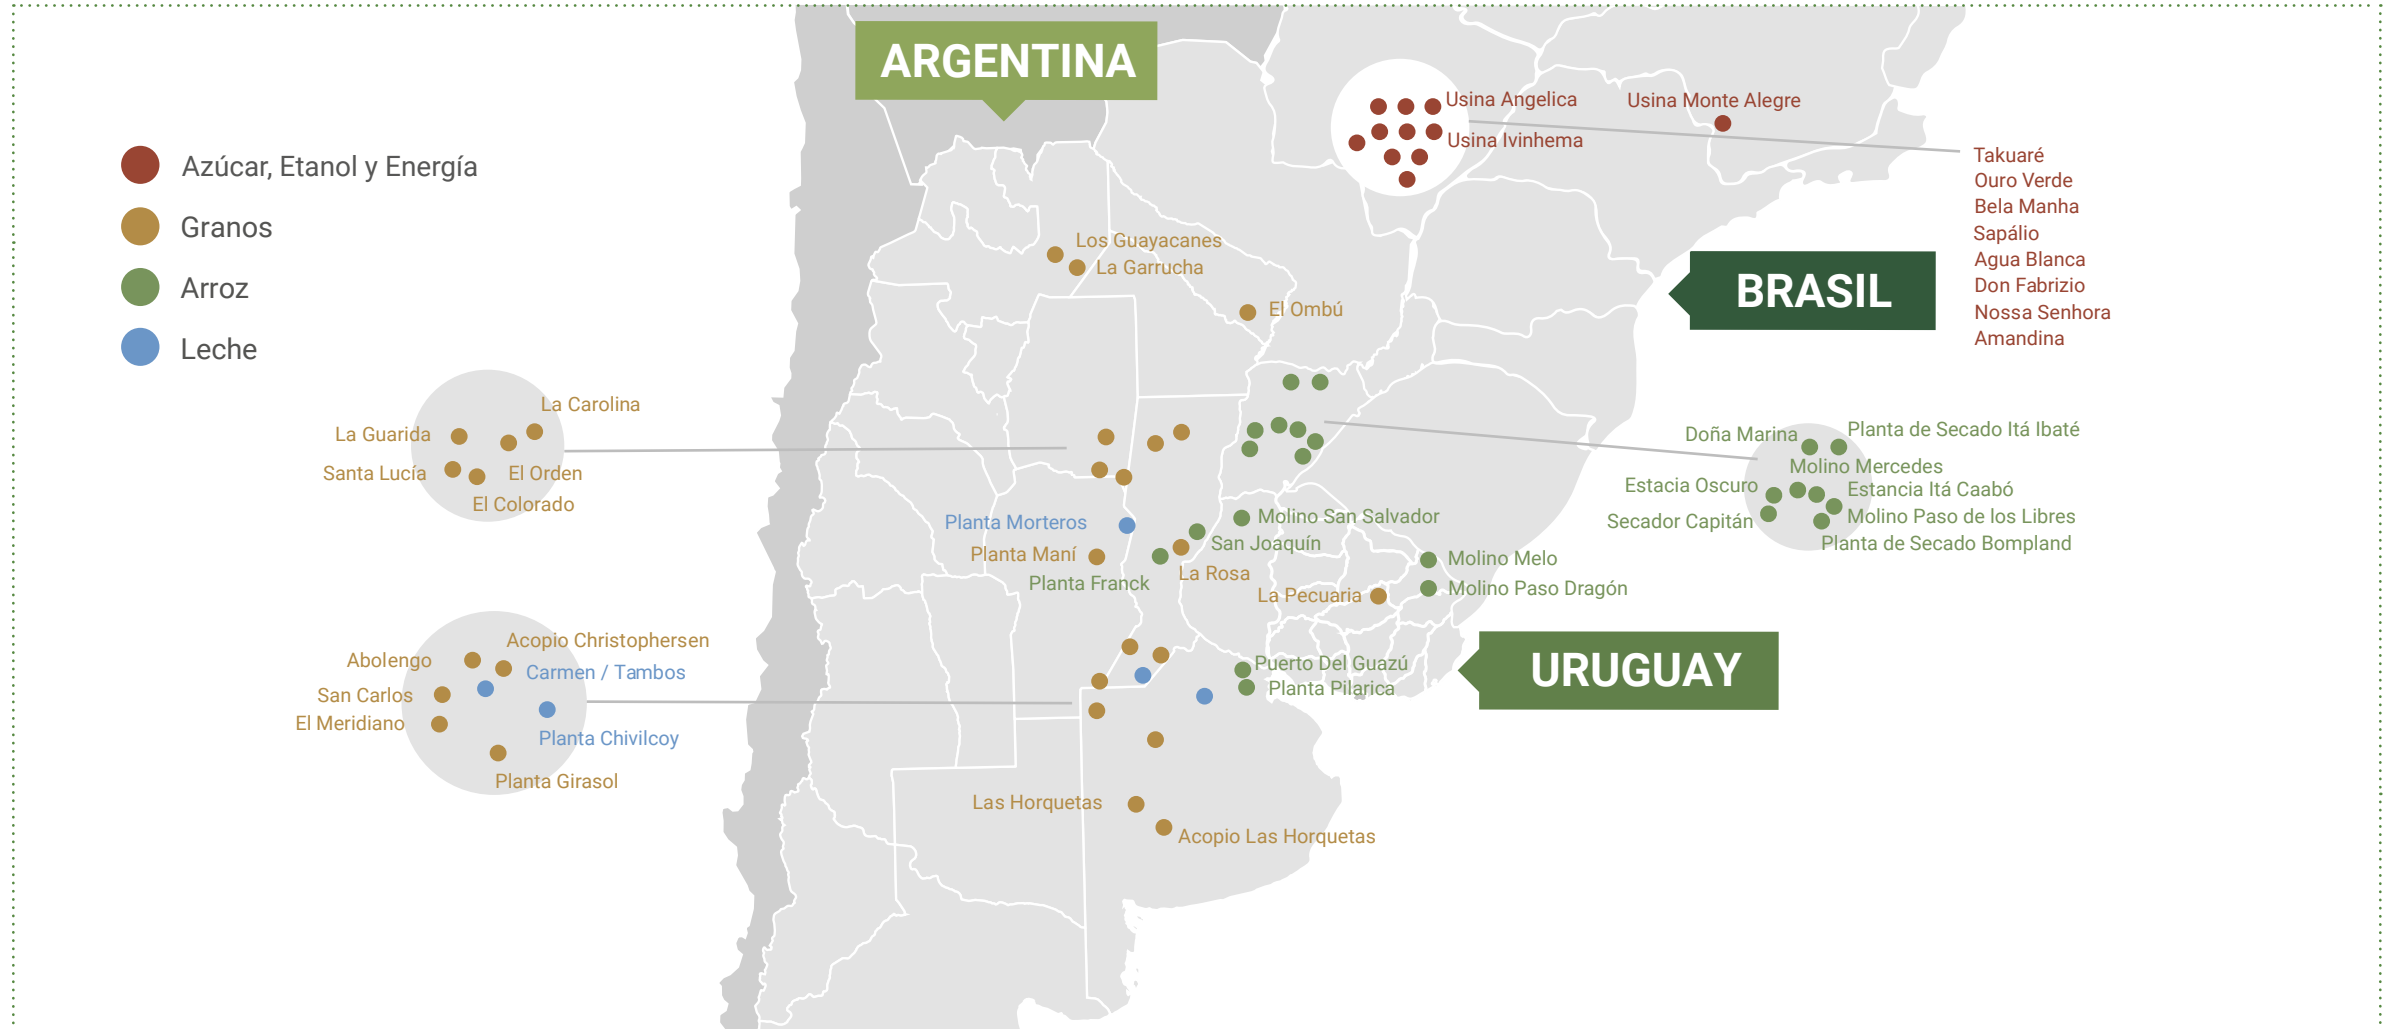 ARGENTINA
Azúcar, Etanol y Energía
Granos
Arroz
Leche
Usina Angelica
Usina Ivinhema
Usina Monte Alegre
Takuaré
Ouro Verde
Bela Manha
Sapálio
Agua Blanca
Don Fabrizio
Nossa Senhora
Amandina
Los Guayacanes
La Garrucha
El Ombú
BRASIL
La Carolina
La Guarida
Santa Lucía
El Orden
El Colorado
Doña Marina
Planta de Secado Itá Ibaté
Molino Mercedes
Estacia Oscuro
Estancia Itá Caabó
Secador Capitán
Molino Paso de los Libres
Planta de Secado Bompland
Planta Morteros
Planta Maní
Planta Franck
Molino San Salvador
San Joaquín
La Rosa
Molino Melo
La Pecuaria
Molino Paso Dragón
Acopio Christophersen
Abolengo
Carmen / Tambos
San Carlos
El Meridiano
Planta Chivilcoy
Planta Girasol
Puerto Del Guazú
Planta Pilarica
URUGUAY
Las Horquetas
Acopio Las Horquetas